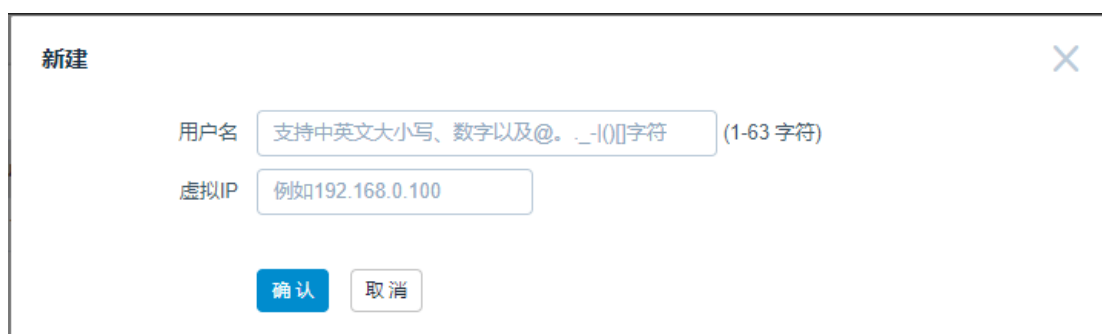 新建
用户名 支持中英文大小写、数字以及@。._-|()[]字符 (1-63 字符)
虚拟IP 例如192.168.0.100
确认 取消